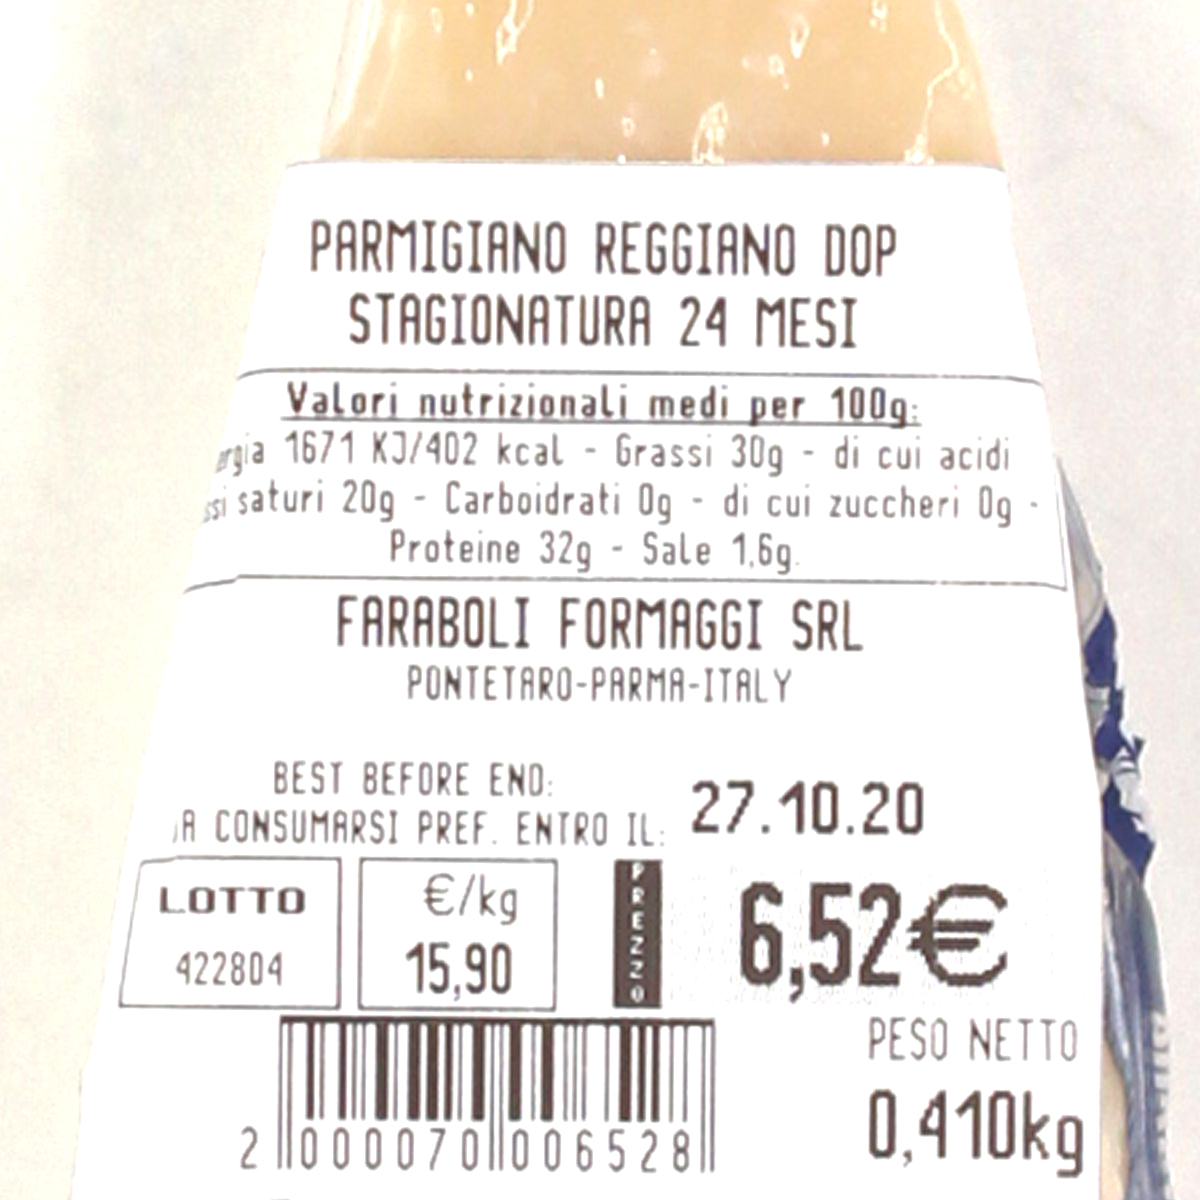 PARMIGIANO REGGIANO DOP
STAGIONATURA 24 MESI
Valori nutrizionali medi per 100g:
1671 KJ/402 kcal - Grassi 30g - di cui acidi
saturi 20g - Carboidrati 0g - di cui zuccheri 0g -
Proteine 32g - Sale 1,6g.
FARABOLI FORMAGGI SRL
PONTETARO-PARMA-ITALY
BEST BEFORE END:
A CONSUMARSI PREF. ENTRO IL: 27.10.20
LOTTO
422804
€/kg
15,90
PREZZO
6,52€
PESO NETTO
0,410kg
2 000070 006528